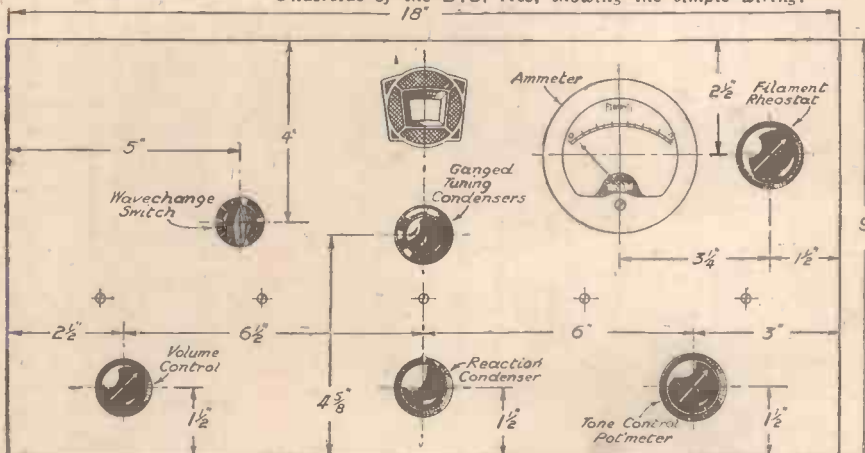 Underside of the D.T.B. Five, showing the simple wiring.
18"
5"
4"
Ammeter
2½"
Filament
Rheostat
Wavechange
Switch
Ganged
Tuning
Condensers
3¼"
1½"
9
2½"
6½"
6"
3"
Volume
Control
Reaction
Condenser
4⅝"
1½"
1½"
Tone Control
Pot'meter
1½"